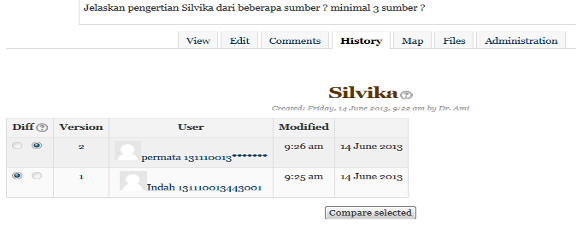 Jelaskan pengertian Silvika dari beberapa sumber ? minimal 3 sumber ?
View Edit Comments History Map Files Administration
Silvika
Created: Friday, 14 June 2013, 9:22 am by Dr. Ami
Diff Version User Modified
2 permata 131110013******* 9:26 am 14 June 2013
1 Indah 131110013443001 9:25 am 14 June 2013
Compare selected